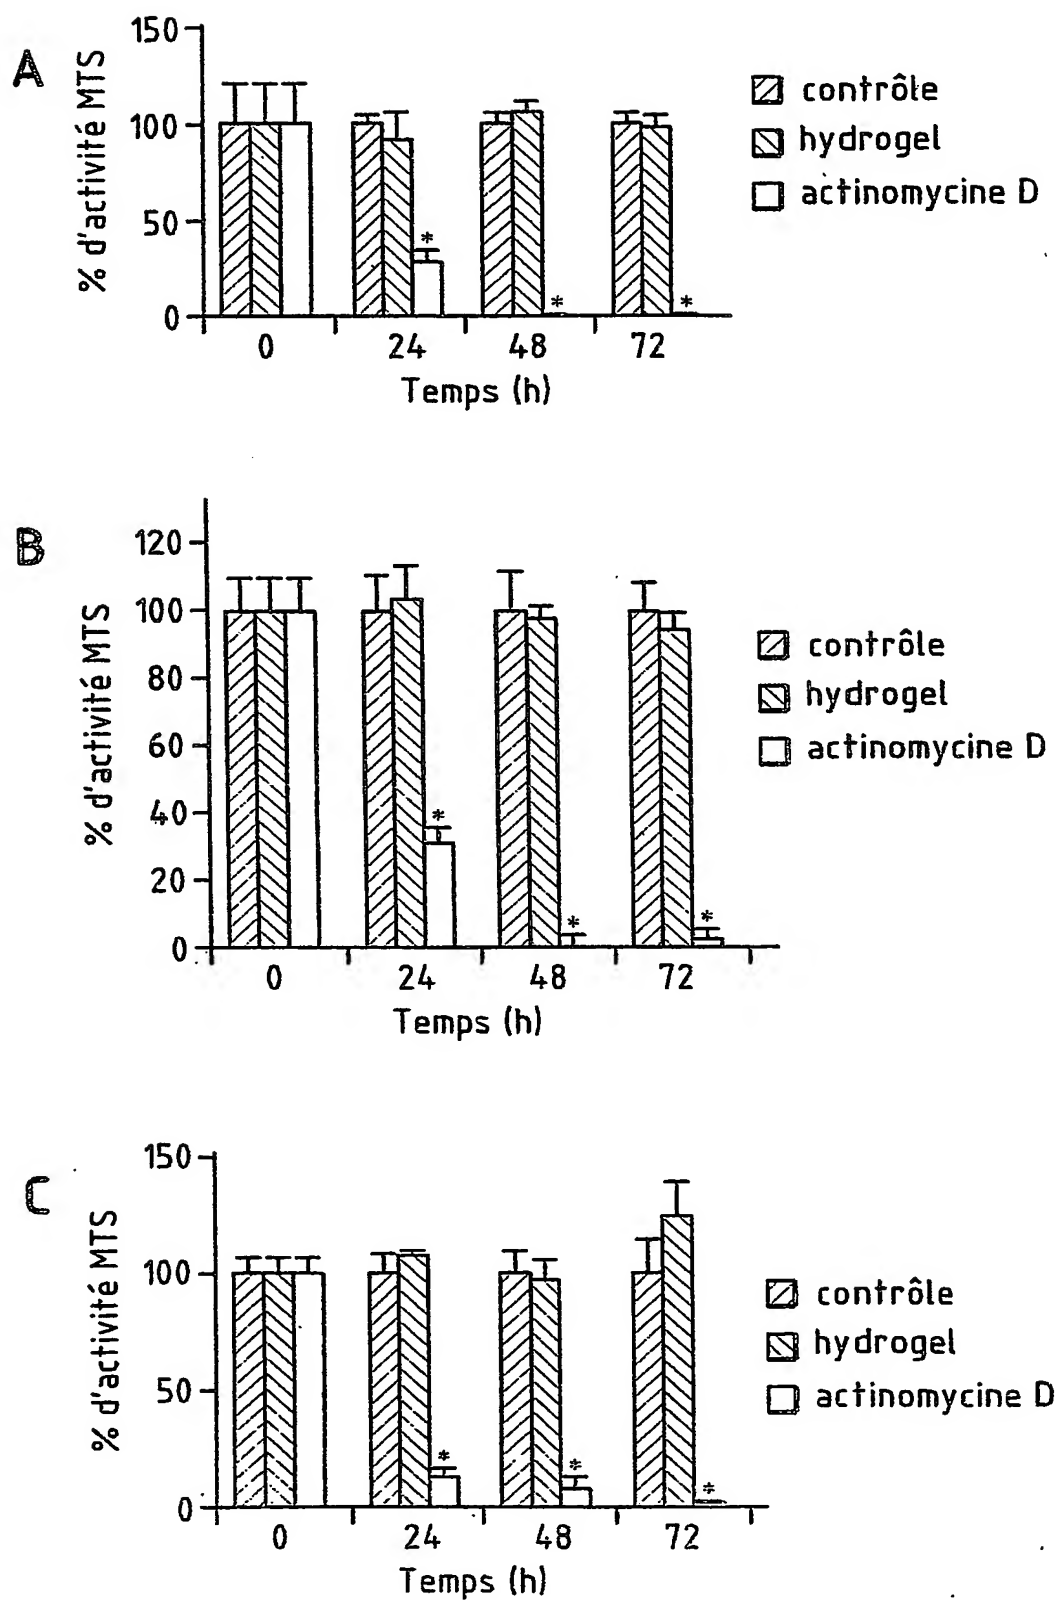 A
% d'activité MTS
150
100
50
0
* * *
0 24 48 72
Temps (h)
contrôle
hydrogel
actinomycine D
B
% d'activité MTS
120
100
80
60
40
20
0
* * *
0 24 48 72
Temps (h)
contrôle
hydrogel
actinomycine D
C
% d'activité MTS
150
100
50
0
* * *
0 24 48 72
Temps (h)
contrôle
hydrogel
actinomycine D